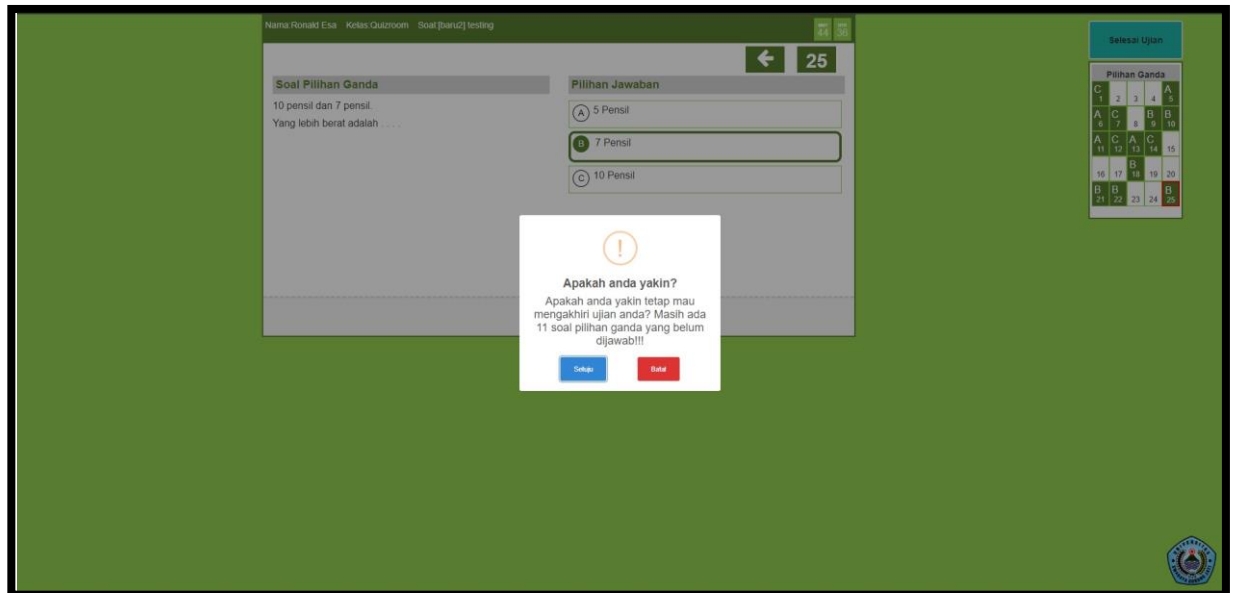 Nama:Ronald Esa Kelas:Quizroom Soal:[baru2] testing
44 36
Selesai Ujian
25
Soal Pilihan Ganda
10 pensil dan 7 pensil.
Yang lebih berat adalah . . . .
Pilihan Jawaban
A 5 Pensil
B 7 Pensil
C 10 Pensil
Pilihan Ganda
C A
1 2 3 4 5
A C B B
6 7 8 9 10
A C A C
11 12 13 14 15
B
16 17 18 19 20
B B B
21 22 23 24 25
!
Apakah anda yakin?
Apakah anda yakin tetap mau
mengakhiri ujian anda? Masih ada
11 soal pilihan ganda yang belum
dijawab!!!
Setuju Batal